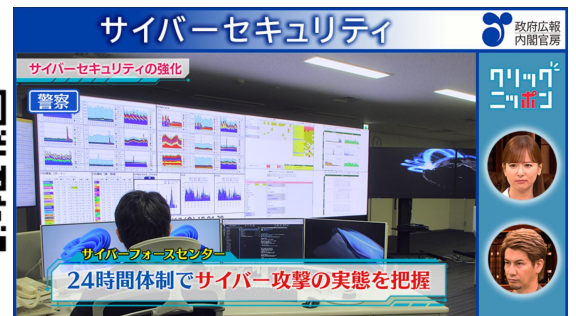 サイバーセキュリティ
政府広報
内閣官房
サイバーセキュリティの強化
警察
クリックニッポン
サイバーフォースセンター
24時間体制でサイバー攻撃の実態を把握